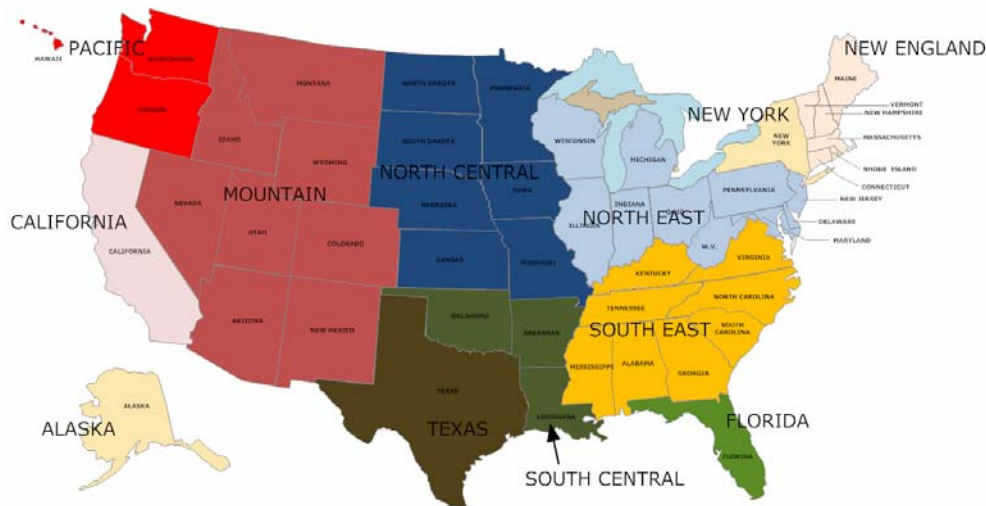 PACIFIC
HAWAII
WASHINGTON
OREGON
NEW ENGLAND
MAINE
VERMONT
NEW HAMPSHIRE
MASSACHUSETTS
RHODE ISLAND
CONNECTICUT
NEW JERSEY
DELAWARE
MARYLAND
NEW YORK
NEW YORK
MONTANA
IDAHO
WYOMING
MOUNTAIN
NEVADA
UTAH
COLORADO
ARIZONA
NEW MEXICO
NORTH DAKOTA
MINNESOTA
SOUTH DAKOTA
NORTH CENTRAL
NEBRASKA
IOWA
KANSAS
MISSOURI
WISCONSIN
MICHIGAN
ILLINOIS
INDIANA
OHIO
PENNSYLVANIA
NORTH EAST
W.V.
CALIFORNIA
CALIFORNIA
KENTUCKY
VIRGINIA
TENNESSEE
NORTH CAROLINA
SOUTH EAST
SOUTH
CAROLINA
MISSISSIPPI
ALABAMA
GEORGIA
OKLAHOMA
ARKANSAS
LOUISIANA
SOUTH CENTRAL
TEXAS
TEXAS
FLORIDA
FLORIDA
ALASKA
ALASKA